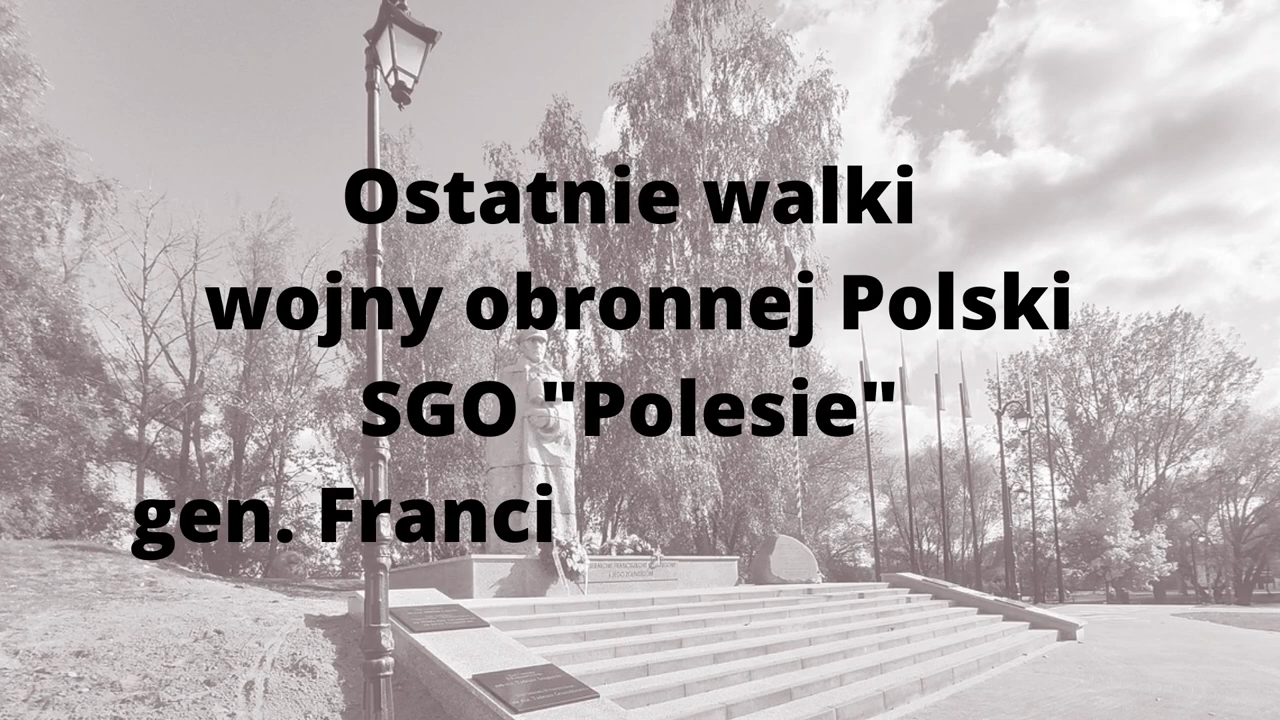 Ostatnie walki
wojny obronnej Polski
SGO "Polesie"
gen. Franci